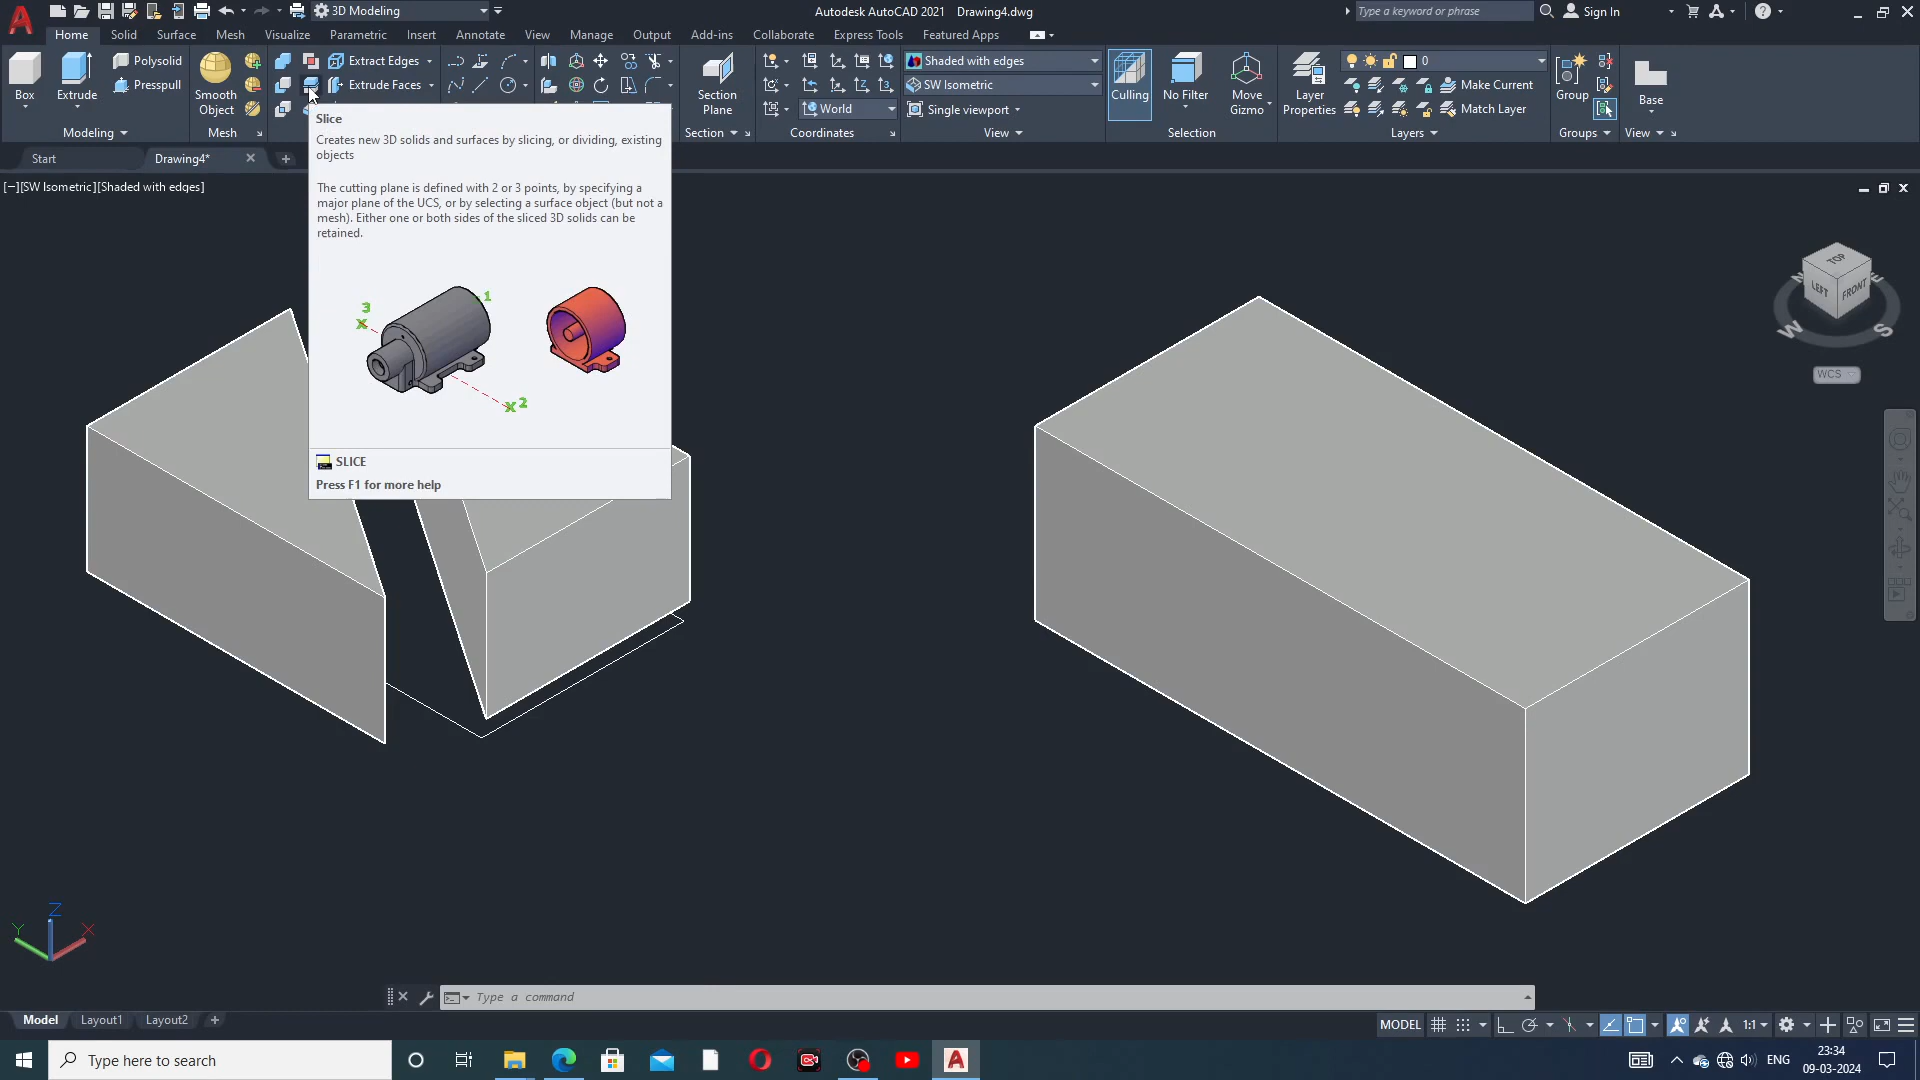 3D Modeling
Autodesk AutoCAD 2021 Drawing4.dwg
Type a keyword or phrase
Sign In
Home Solid Surface Mesh Visualize Parametric Insert Annotate View Manage Output Add-ins Collaborate Express Tools Featured Apps
Box
Extrude
Polysolid
Presspull
Modeling
Smooth
Object
Mesh
Extract Edges
Extrude Faces
Section
Plane
Section
World
Coordinates
Shaded with edges
SW Isometric
Single viewport
View
Culling
No Filter
Move
Gizmo
Selection
Layer
Properties
0
Make Current
Match Layer
Layers
Group
Groups
Base
View
Start
Drawing4*
[−][SW Isometric][Shaded with edges]
Slice
Creates new 3D solids and surfaces by slicing, or dividing, existing
objects
The cutting plane is defined with 2 or 3 points, by specifying a
major plane of the UCS, or by selecting a surface object (but not a
mesh). Either one or both sides of the sliced 3D solids can be
retained.
3
1
2
SLICE
Press F1 for more help
TOP
LEFT
FRONT
N
E
W
S
WCS
Z
Y
X
Type a command
Model Layout1 Layout2
MODEL
1:1
Type here to search
ENG
23:34
09-03-2024